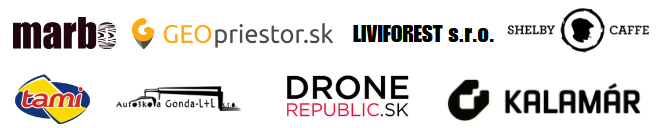 marbo
GEOpriestor.sk
LIVIFOREST s.r.o.
SHELBY CAFFE
tami
Autoškola Gonda-L+L s.r.o.
DRONE
REPUBLIC.SK
KALAMÁR